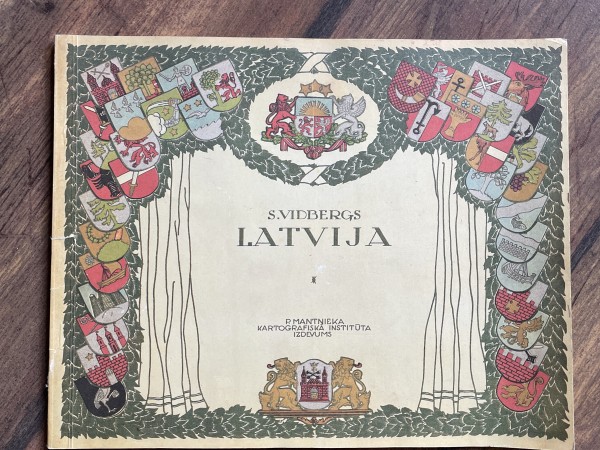 S.VIDBERGS
LATVIJA
P. MANTNIEKA
KARTOGRAFISKĀ INSTITŪTA
IZDEVUMS